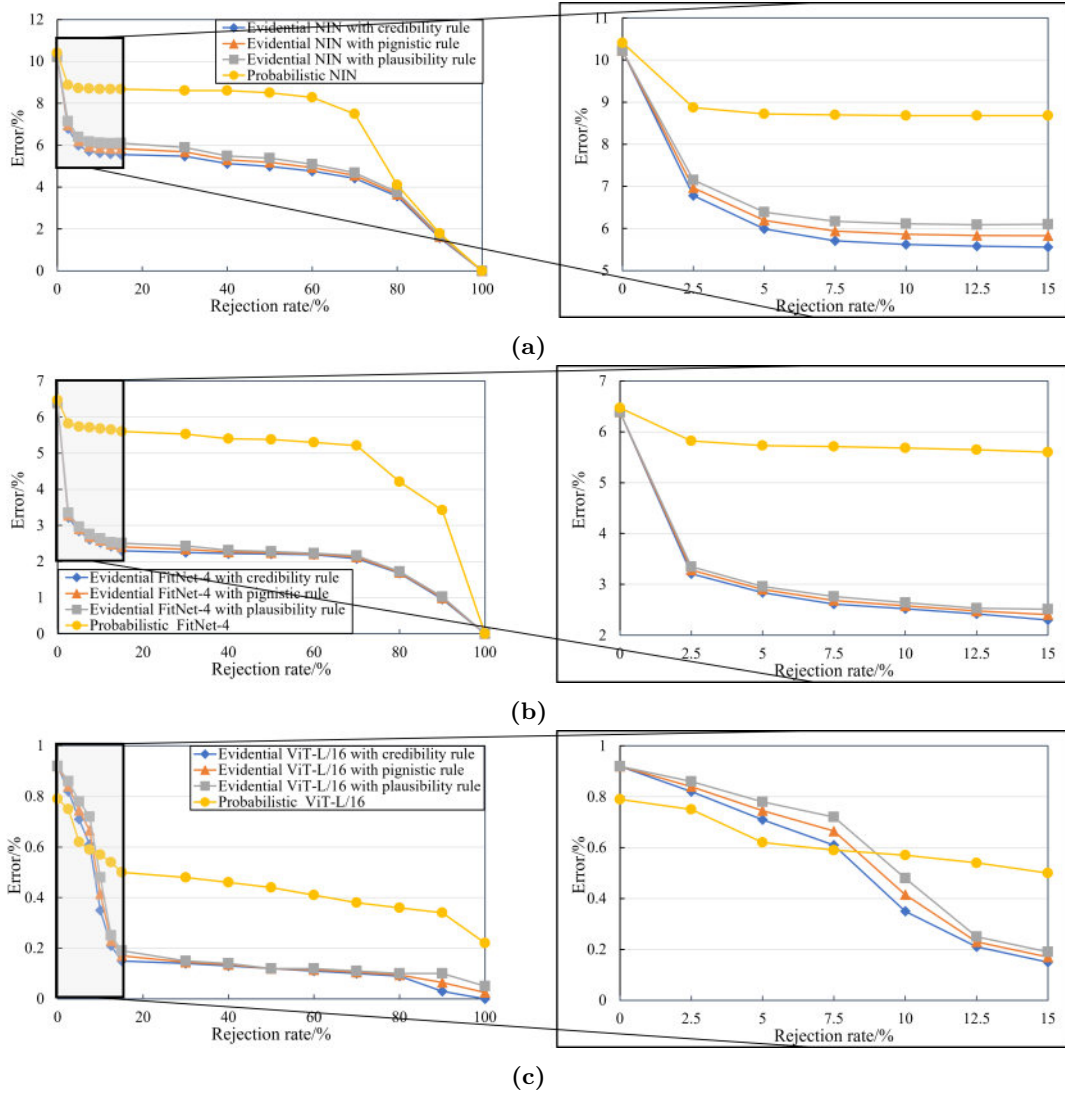 12
10
8
6
4
2
0
Error/%
0 20 40 60 80 100
Rejection rate/%
Evidential NIN with credibility rule
Evidential NIN with pignistic rule
Evidential NIN with plausibility rule
Probabilistic NIN
11
10
9
8
7
6
5
Error/%
0 2.5 5 7.5 10 12.5 15
Rejection rate/%
(a)
7
6
5
4
3
2
1
0
Error/%
Evidential FitNet-4 with credibility rule
Evidential FitNet-4 with pignistic rule
Evidential FitNet-4 with plausibility rule
Probabilistic FitNet-4
0 20 40 60 80 100
Rejection rate/%
7
6
5
4
3
2
Error/%
0 2.5 5 7.5 10 12.5 15
Rejection rate/%
(b)
1
0.8
0.6
0.4
0.2
0
Error/%
Evidential ViT-L/16 with credibility rule
Evidential ViT-L/16 with pignistic rule
Evidential ViT-L/16 with plausibility rule
Probabilistic ViT-L/16
0 20 40 60 80 100
Rejection rate/%
1
0.8
0.6
0.4
0.2
0
Error/%
0 2.5 5 7.5 10 12.5 15
Rejection rate/%
(c)